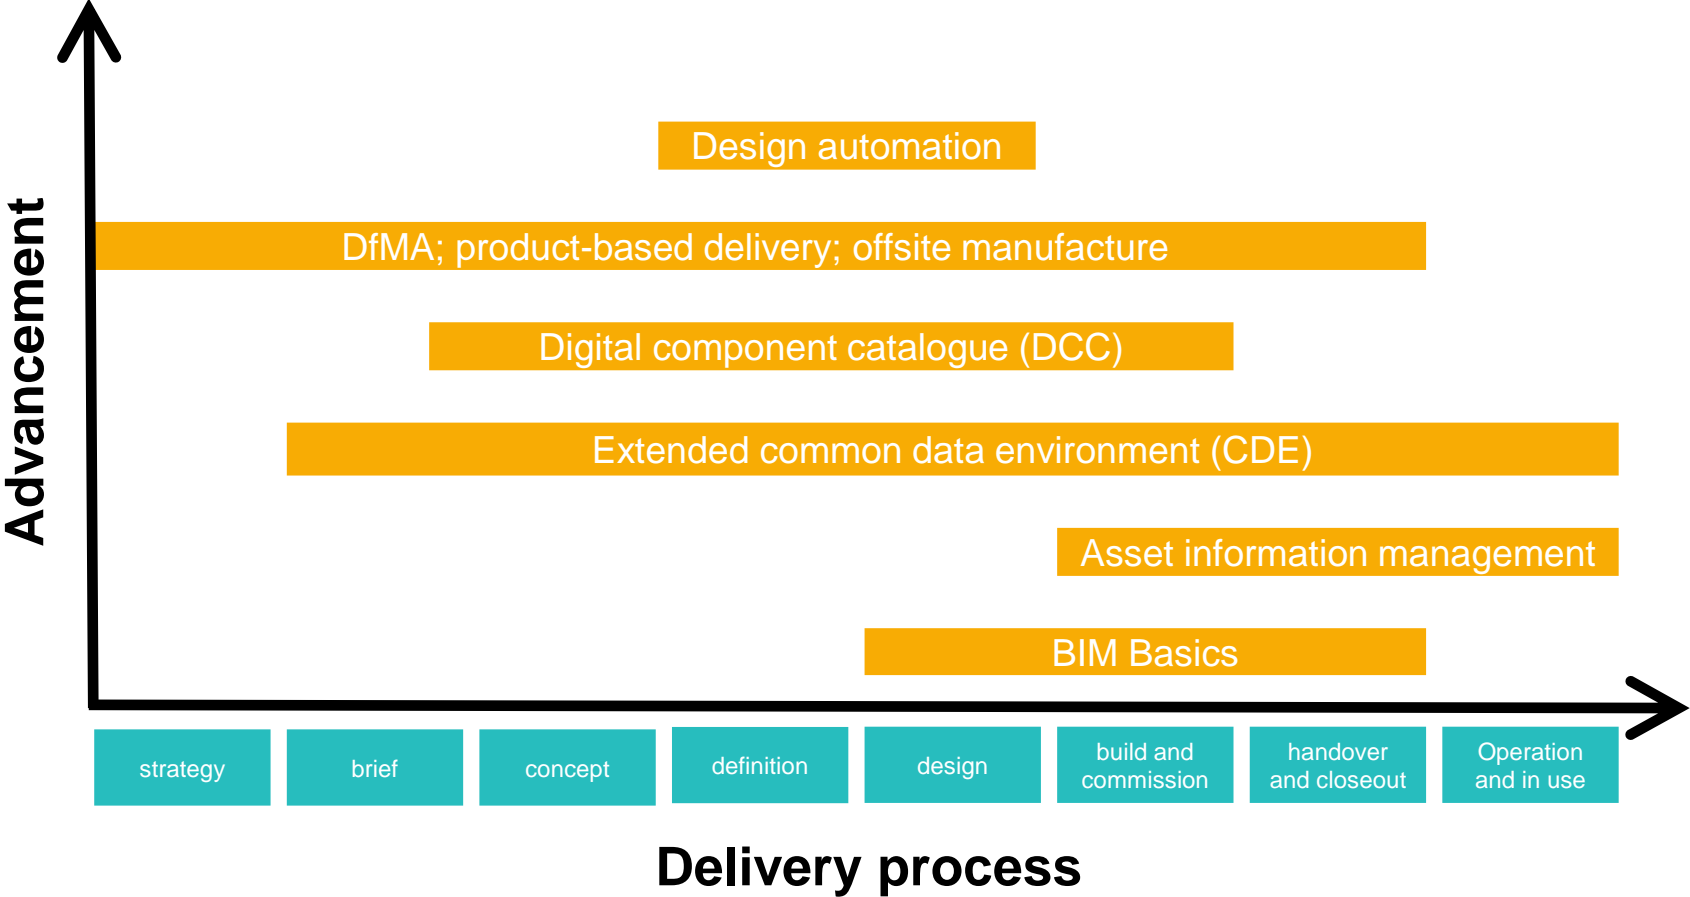 Advancement
Design automation
DfMA; product-based delivery; offsite manufacture
Digital component catalogue (DCC)
Extended common data environment (CDE)
Asset information management
BIM Basics
strategy
brief
concept
definition
design
build and
commission
handover
and closeout
Operation
and in use
Delivery process